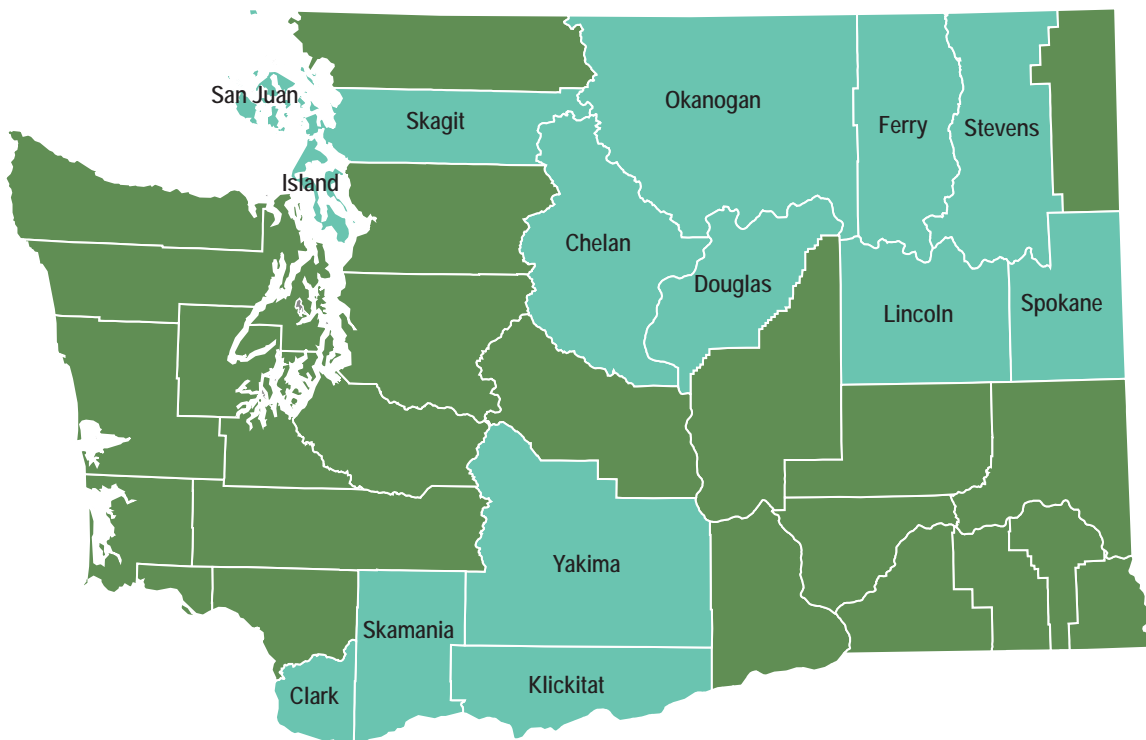 San Juan
Skagit
Okanogan
Ferry
Stevens
Island
Chelan
Douglas
Lincoln
Spokane
Yakima
Skamania
Klickitat
Clark